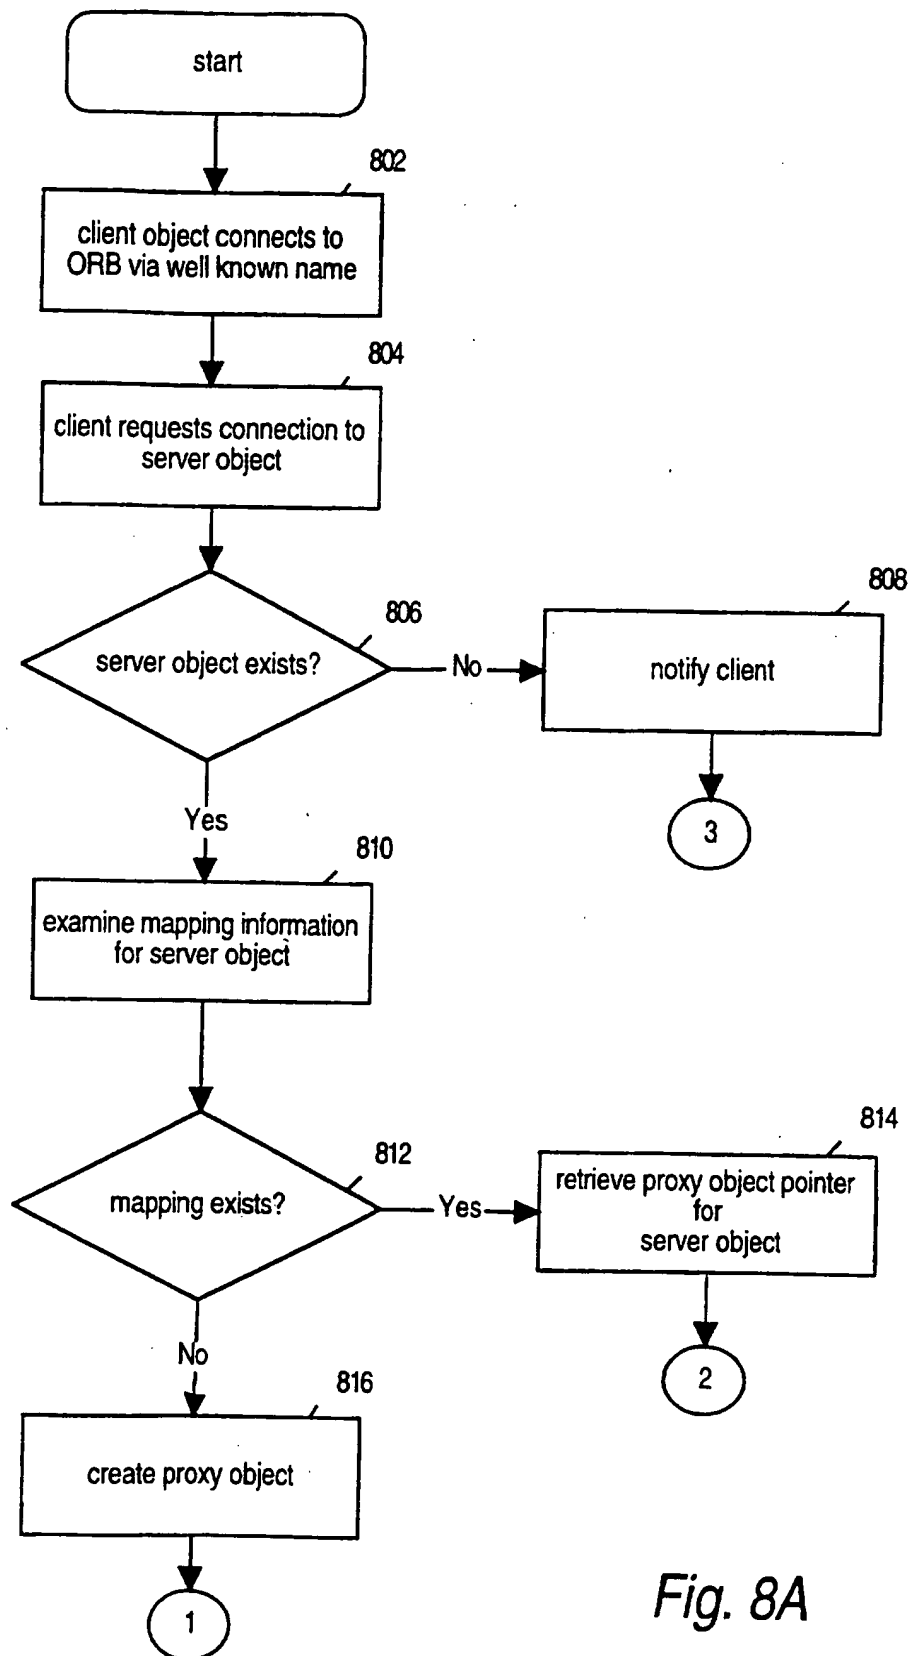 start
802
client object connects to
ORB via well known name
804
client requests connection to
server object
806
server object exists?
No
808
notify client
3
Yes
810
examine mapping information
for server object
812
mapping exists?
Yes
814
retrieve proxy object pointer
for
server object
2
No
816
create proxy object
1
Fig. 8A